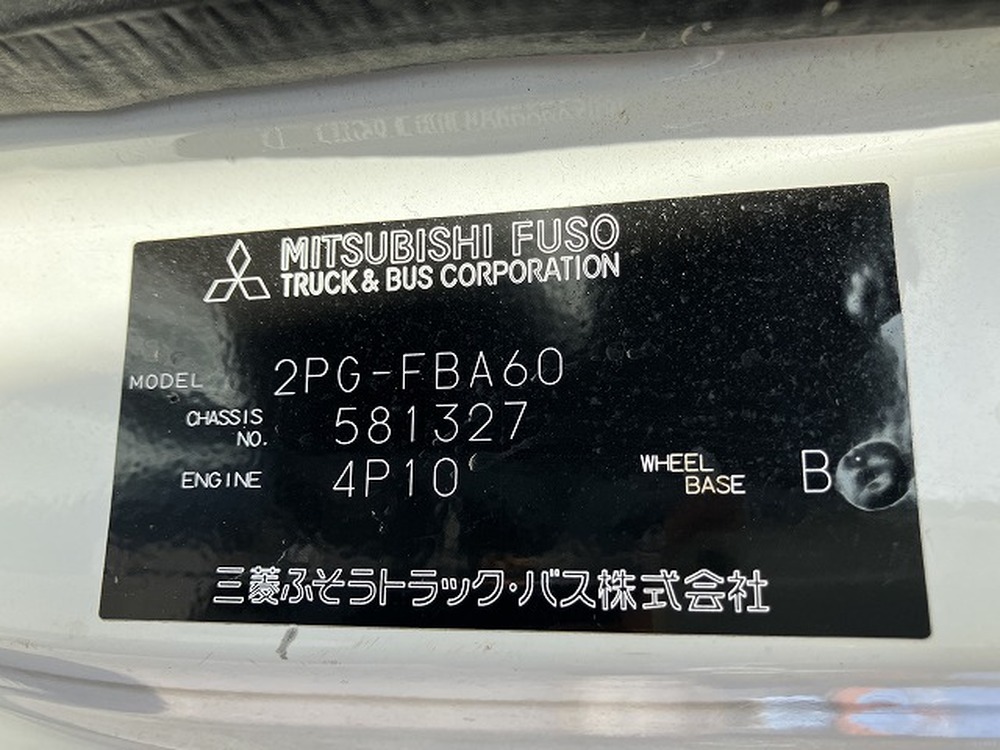 MITSUBISHI FUSO
TRUCK & BUS CORPORATION
MODEL 2PG-FBA60
CHASSIS NO. 581327
ENGINE 4P10
WHEEL BASE B
三菱ふそうトラック・バス株式会社